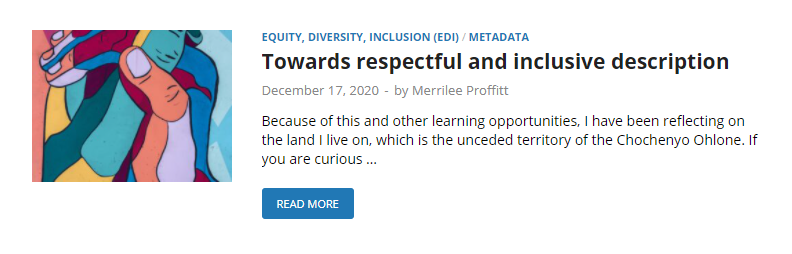 EQUITY, DIVERSITY, INCLUSION (EDI) / METADATA
Towards respectful and inclusive description
December 17, 2020 - by Merrilee Proffitt
Because of this and other learning opportunities, I have been reflecting on
the land I live on, which is the unceded territory of the Chochenyo Ohlone. If
you are curious ...
READ MORE